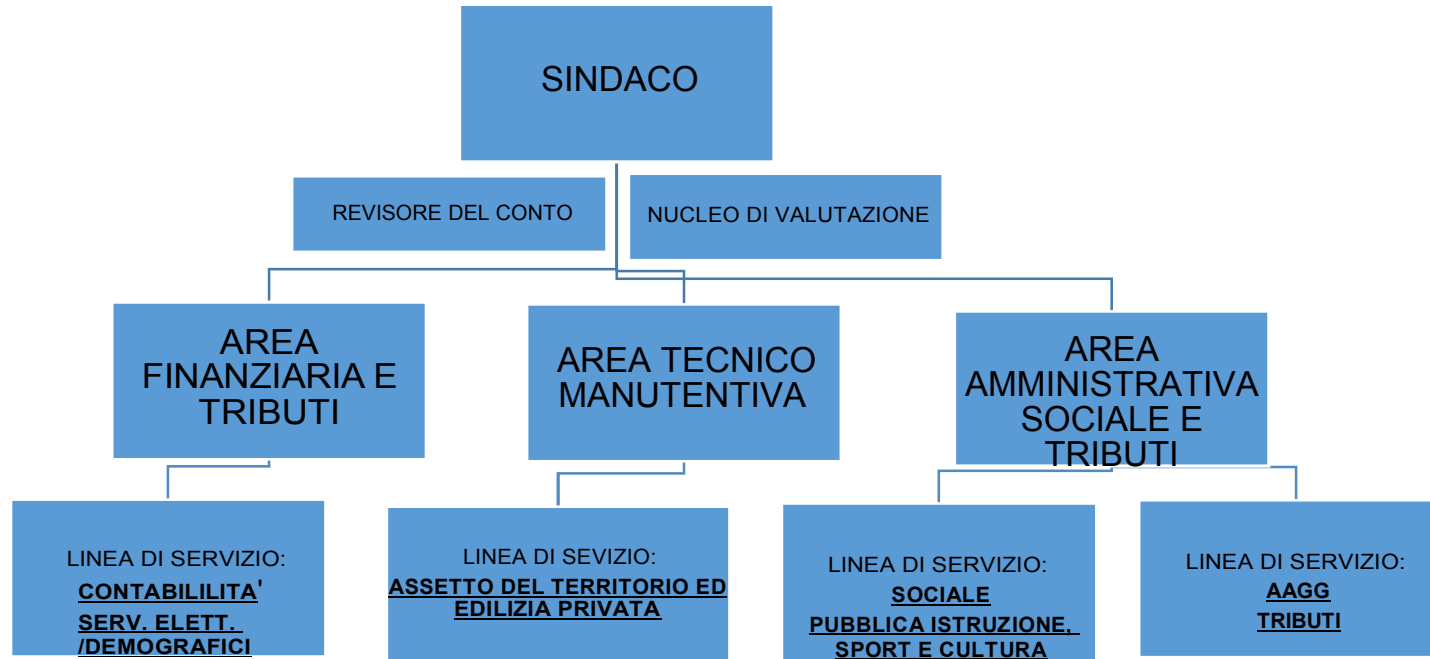 SINDACO
REVISORE DEL CONTO
NUCLEO DI VALUTAZIONE
AREA
FINANZIARIA E
TRIBUTI
AREA TECNICO
MANUTENTIVA
AREA
AMMINISTRATIVA
SOCIALE E
TRIBUTI
LINEA DI SERVIZIO:
CONTABILILITA'
SERV. ELETT.
/DEMOGRAFICI
LINEA DI SEVIZIO:
ASSETTO DEL TERRITORIO ED
EDILIZIA PRIVATA
LINEA DI SERVIZIO:
SOCIALE
PUBBLICA ISTRUZIONE,
SPORT E CULTURA
LINEA DI SERVIZIO:
AAGG
TRIBUTI